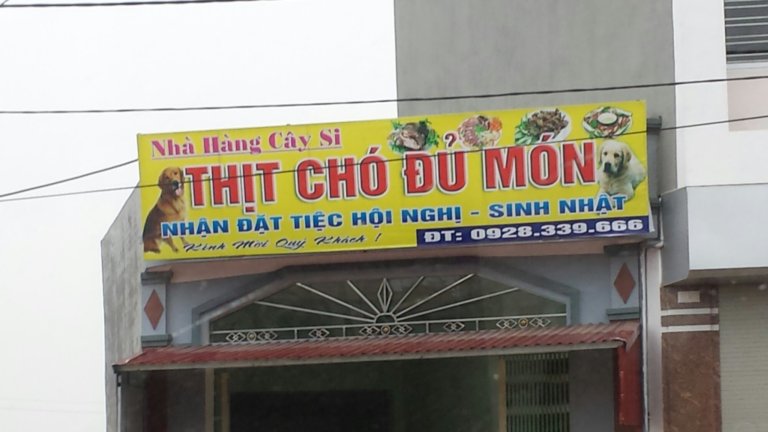 Nhà Hàng Cây Si
THỊT CHÓ ĐỦ MÓN
NHẬN ĐẶT TIỆC HỘI NGHỊ - SINH NHẬT
Kính Mời Quý Khách !
ĐT: 0928.339.666